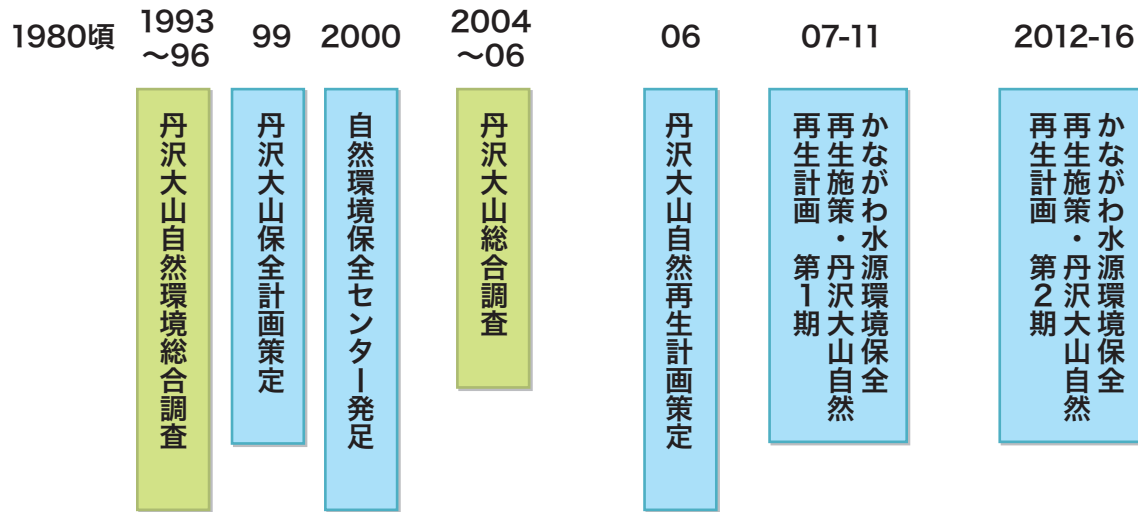 1980頃
1993
～96
99
2000
2004
～06
06
07-11
2012-16
丹沢大山自然環境総合調査
丹沢大山保全計画策定
自然環境保全センター発足
丹沢大山総合調査
丹沢大山自然再生計画策定
かながわ水源環境保全
再生施策・丹沢大山自然
再生計画　第1期
かながわ水源環境保全
再生施策・丹沢大山自然
再生計画　第2期